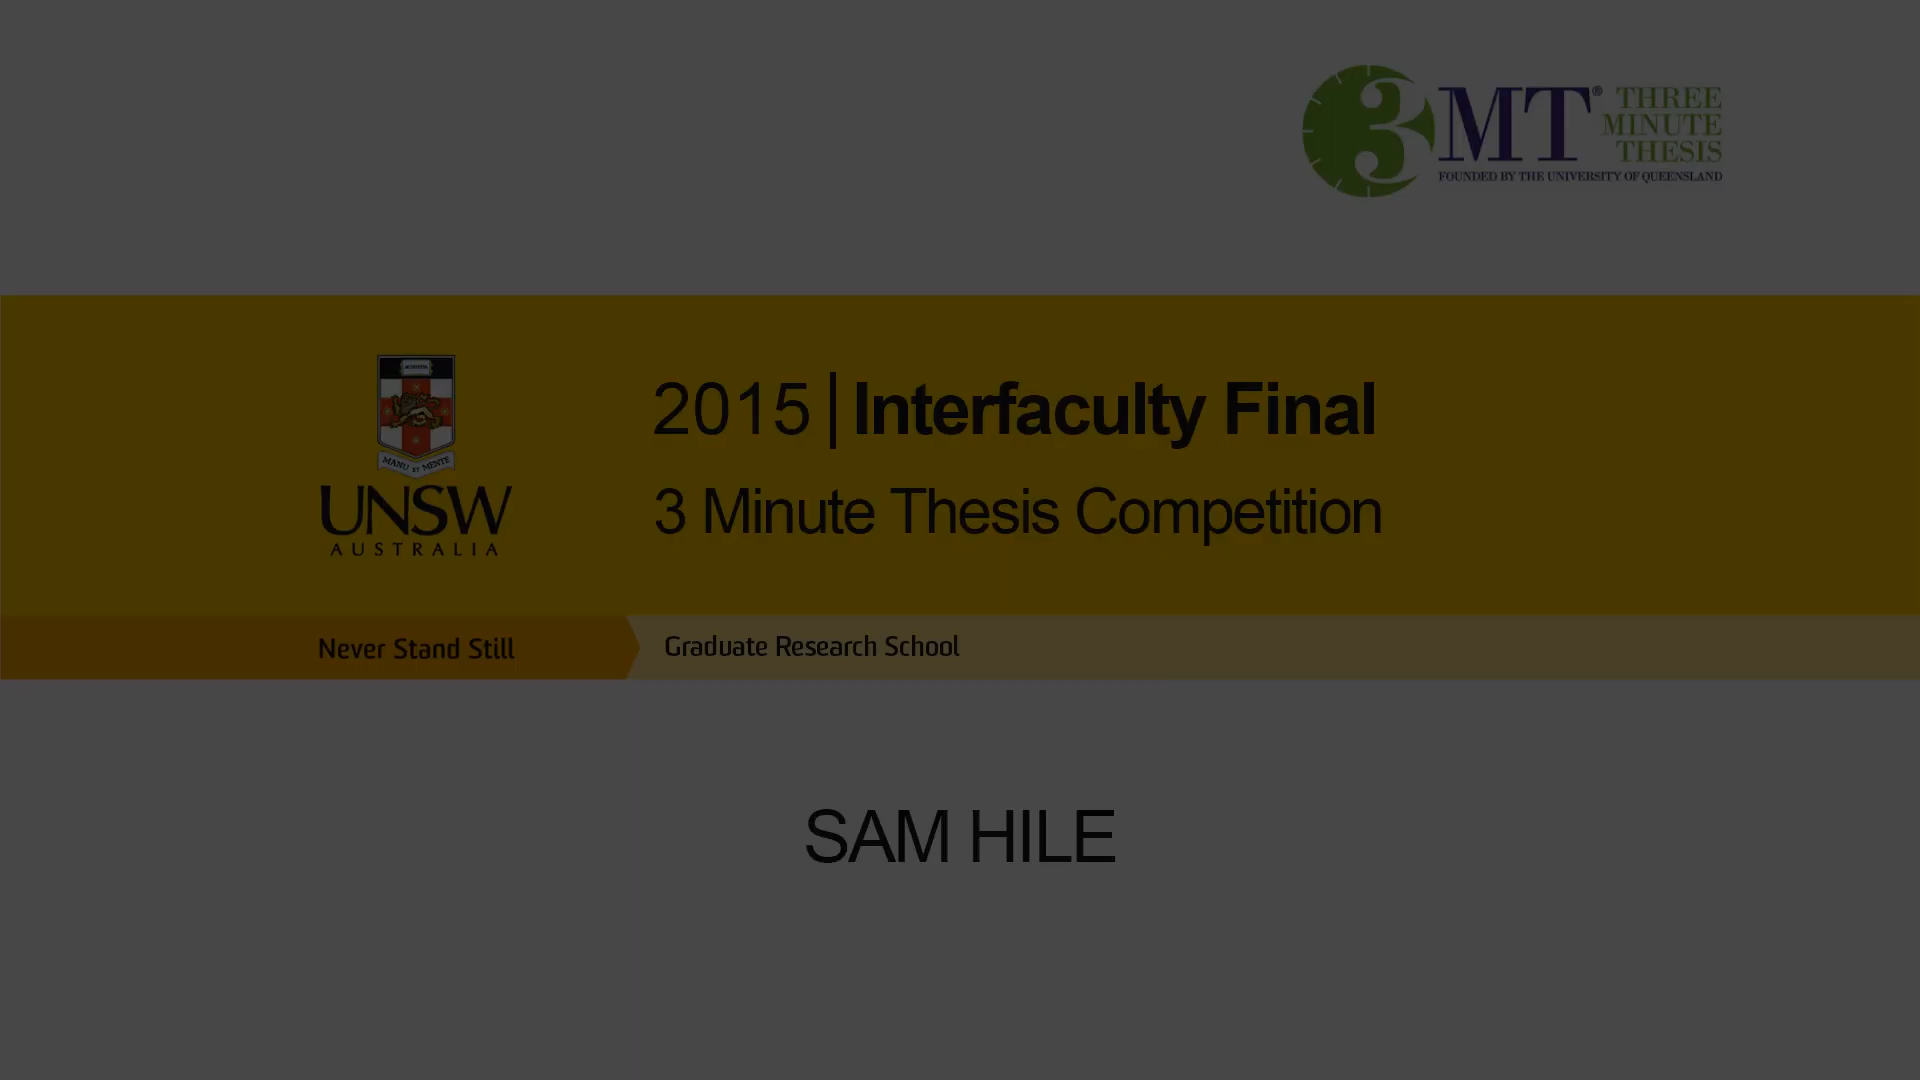 3MT® THREE
MINUTE
THESIS
FOUNDED BY THE UNIVERSITY OF QUEENSLAND
2015 | Interfaculty Final
3 Minute Thesis Competition
MANU ET MENTE
UNSW
AUSTRALIA
Never Stand Still
Graduate Research School
SAM HILE